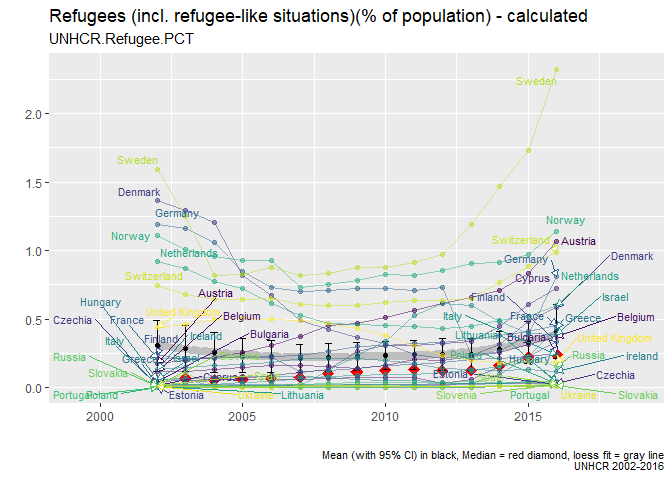 Refugees (incl. refugee-like situations)(% of population) - calculated
UNHCR.Refugee.PCT
Sweden
2.0
Sweden
1.5
Denmark
Germany
Norway
Norway
Switzerland
Austria
Netherlands
Germany
Denmark
1.0
Switzerland
Cyprus
Netherlands
Hungary
Austria
Finland
Israel
Czechia
France
United Kingdom
Belgium
Italy
France
Greece
Belgium
0.5
Italy
Finland
Ireland
Bulgaria
Lithuania
Bulgaria
United Kingdom
Russia
Greece
Israel
Poland
Hungary
Russia
Ireland
Slovakia
Cyprus
Estonia
Czechia
0.0
Portugal
Poland
Estonia
Ukraine
Lithuania
Slovenia
Portugal
Ukraine
Slovakia
2000
2005
2010
2015
Mean (with 95% CI) in black, Median = red diamond, loess fit = gray line
UNHCR 2002-2016